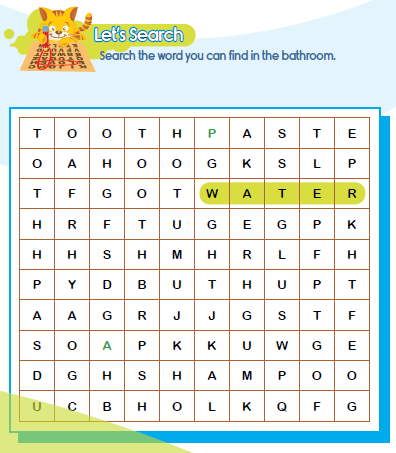 Let's Search
Search the word you can find in the bathroom.
T O O T H P A S T E
O A H O O G K S L P
T F G O T W A T E R
H R F T U G E G P K
H H S H M H R L F H
P Y D B U T H U P T
A A G R J J G S T F
S O A P K K U W G E
D G H S H A M P O O
U C B H O L K Q F G